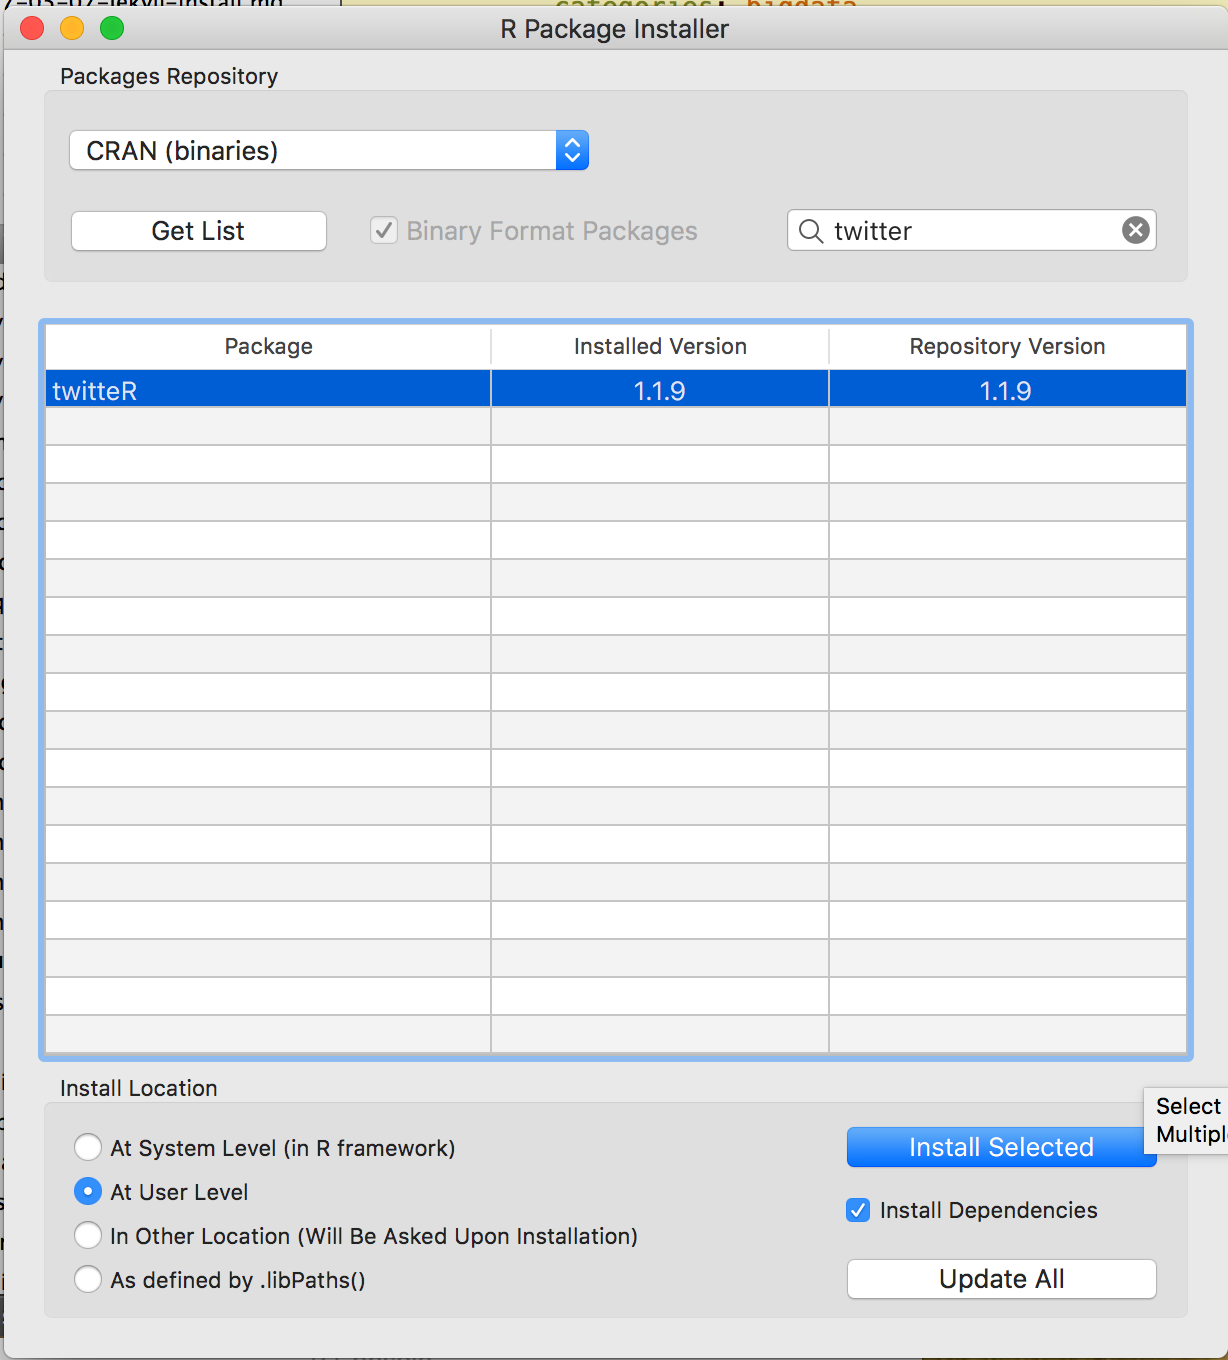 categories: bigdata
R Package Installer
Packages Repository
CRAN (binaries)
Get List
Binary Format Packages
twitter
Package Installed Version Repository Version
twitteR 1.1.9 1.1.9
Install Location
At System Level (in R framework)
At User Level
In Other Location (Will Be Asked Upon Installation)
As defined by .libPaths()
Select
Install Selected
Install Dependencies
Update All